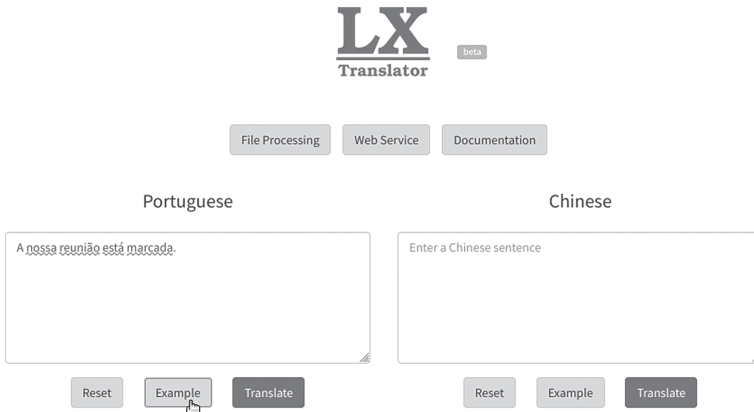 LX
Translator
beta
File Processing Web Service Documentation
Portuguese Chinese
A nossa reunião está marcada. Enter a Chinese sentence
Reset Example Translate Reset Example Translate